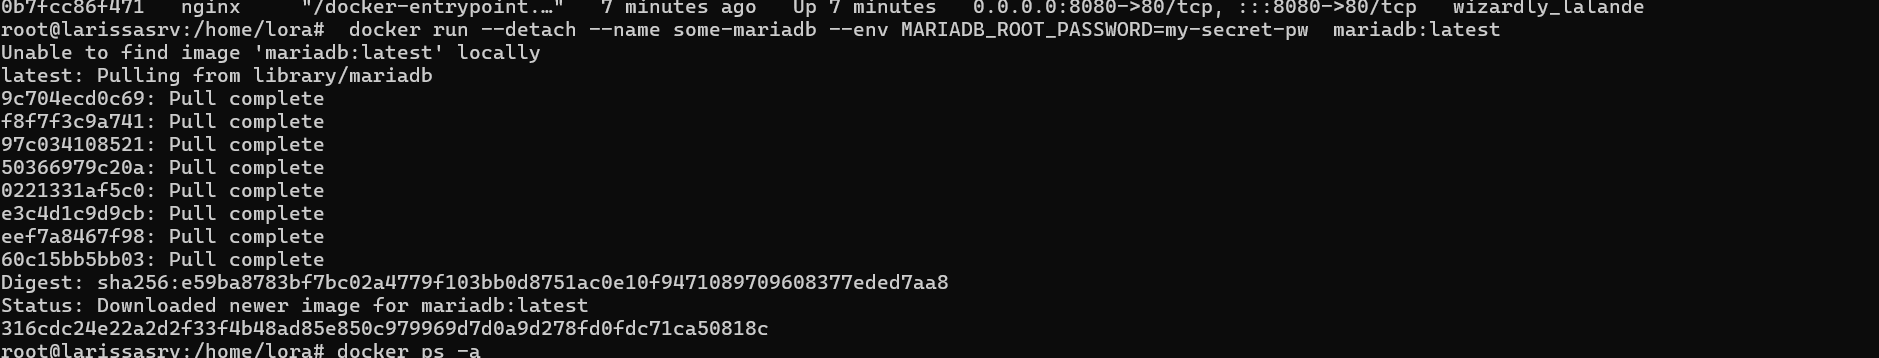 0b7fcc86f471   nginx     "/docker-entrypoint.…"   7 minutes ago   Up 7 minutes   0.0.0.0:8080->80/tcp, :::8080->80/tcp   wizardly_lalande
root@larissasrv:/home/lora#  docker run --detach --name some-mariadb --env MARIADB_ROOT_PASSWORD=my-secret-pw  mariadb:latest
Unable to find image 'mariadb:latest' locally
latest: Pulling from library/mariadb
9c704ecd0c69: Pull complete
f8f7f3c9a741: Pull complete
97c034108521: Pull complete
50366979c20a: Pull complete
0221331af5c0: Pull complete
e3c4d1c9d9cb: Pull complete
eef7a8467f98: Pull complete
60c15bb5bb03: Pull complete
Digest: sha256:e59ba8783bf7bc02a4779f103bb0d8751ac0e10f9471089709608377eded7aa8
Status: Downloaded newer image for mariadb:latest
316cdc24e22a2d2f33f4b48ad85e850c979969d7d0a9d278fd0fdc71ca50818c
root@larissasrv:/home/lora# docker ps -a